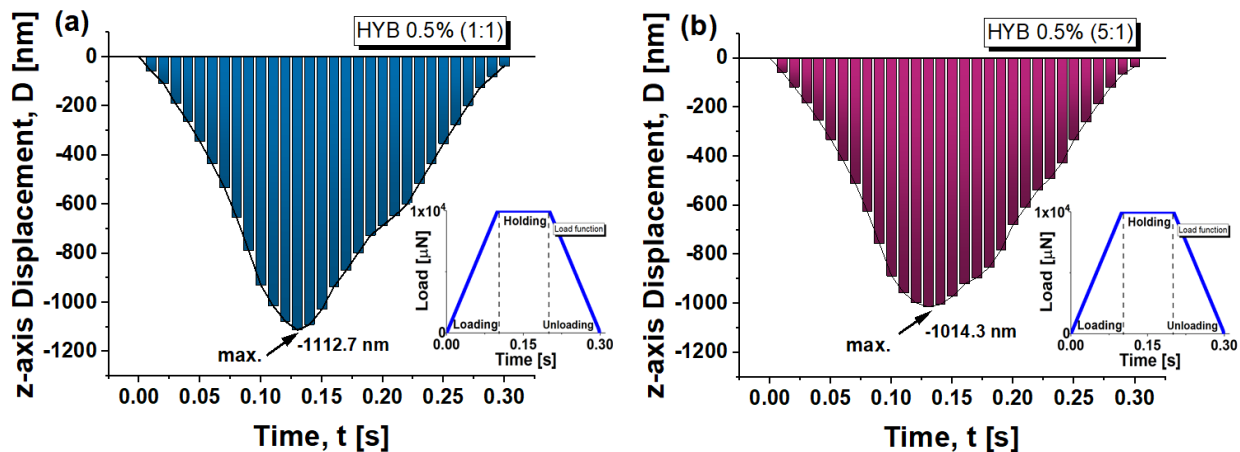 (a)
HYB 0.5% (1:1)
z-axis Displacement, D [nm]
0
-200
-400
-600
-800
-1000
-1200
max.
-1112.7 nm
0.00 0.05 0.10 0.15 0.20 0.25 0.30
Time, t [s]
Load [µN]
1x10⁴
0
Holding
Load function
Loading
Unloading
0.00 0.15 0.30
Time [s]
(b)
HYB 0.5% (5:1)
z-axis Displacement, D [nm]
0
-200
-400
-600
-800
-1000
-1200
max.
-1014.3 nm
0.00 0.05 0.10 0.15 0.20 0.25 0.30
Time, t [s]
Load [µN]
1x10⁴
0
Holding
Load function
Loading
Unloading
0.00 0.15 0.30
Time [s]